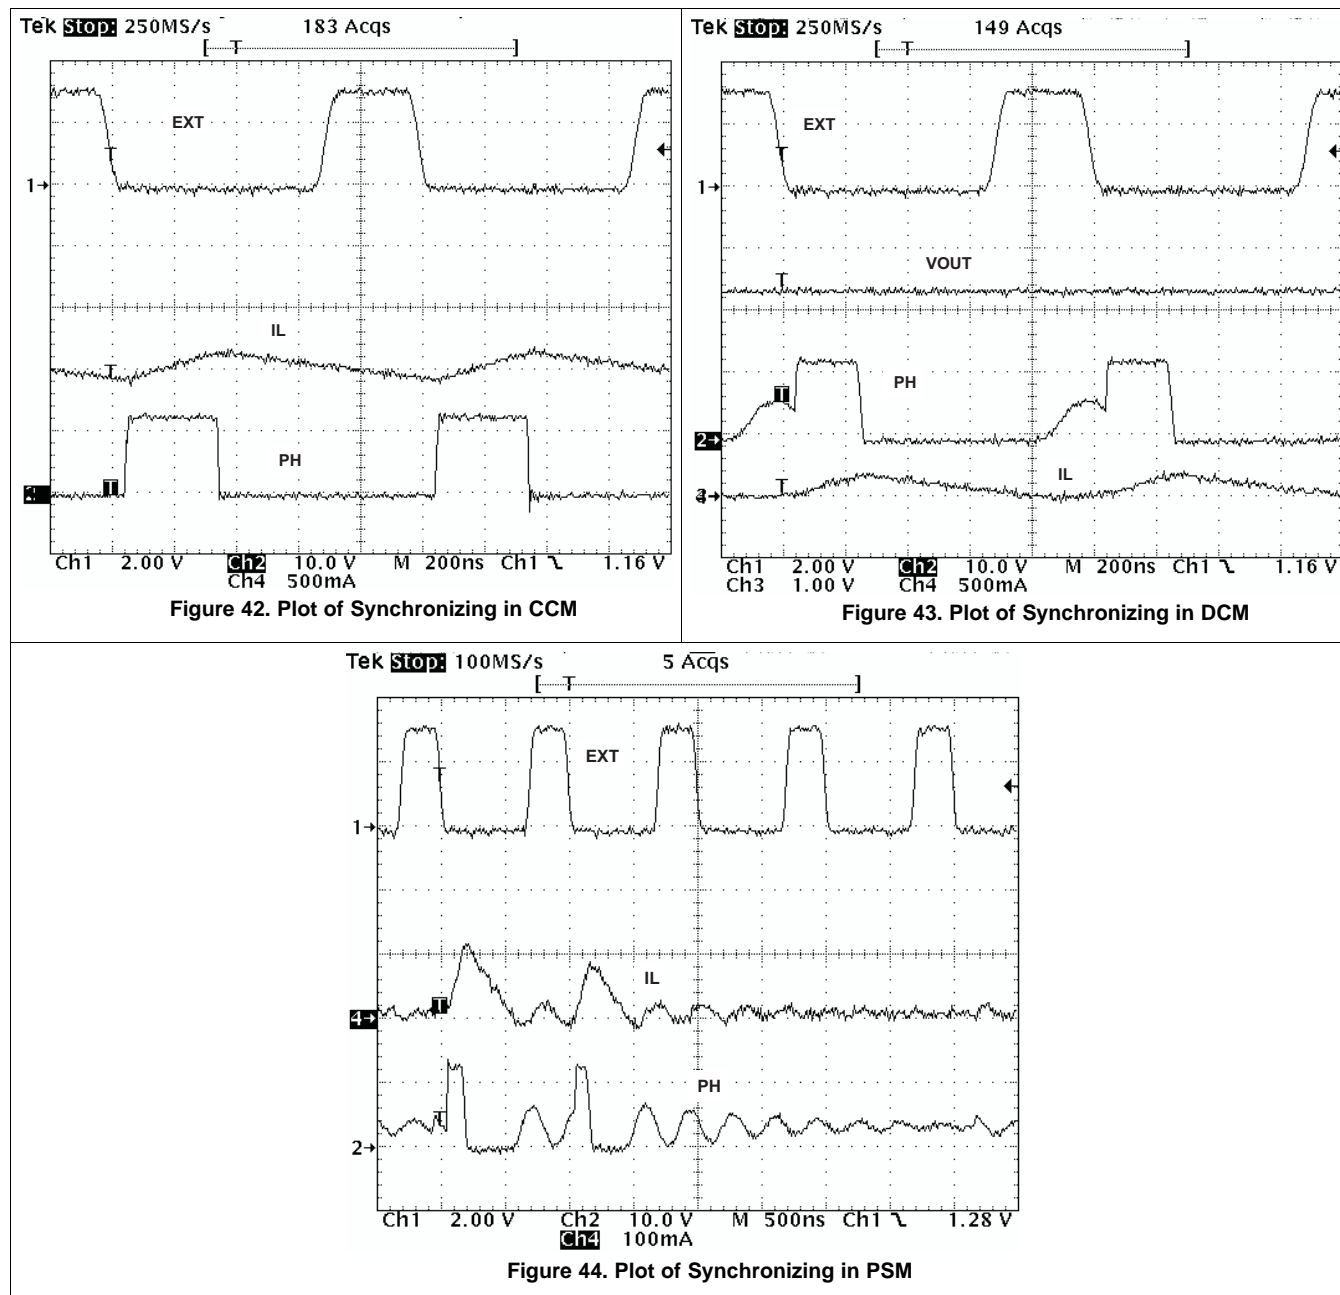 Tek Stop: 250MS/s 183 Acqs
T
EXT
T
1
IL
T
PH
T
Ch1 2.00 V Ch2 10.0 V M 200ns Ch1 1.16 V
Ch4 500mA
Figure 42. Plot of Synchronizing in CCM
Tek Stop: 250MS/s 149 Acqs
T
EXT
T
1
VOUT
T
PH
T
2
IL
T
Ch1 2.00 V Ch2 10.0 V M 200ns Ch1 1.16 V
Ch3 1.00 V Ch4 500mA
Figure 43. Plot of Synchronizing in DCM
Tek Stop: 100MS/s 5 Acqs
T
EXT
T
1
IL
T
4
PH
T
2
Ch1 2.00 V Ch2 10.0 V M 500ns Ch1 1.28 V
Ch4 100mA
Figure 44. Plot of Synchronizing in PSM